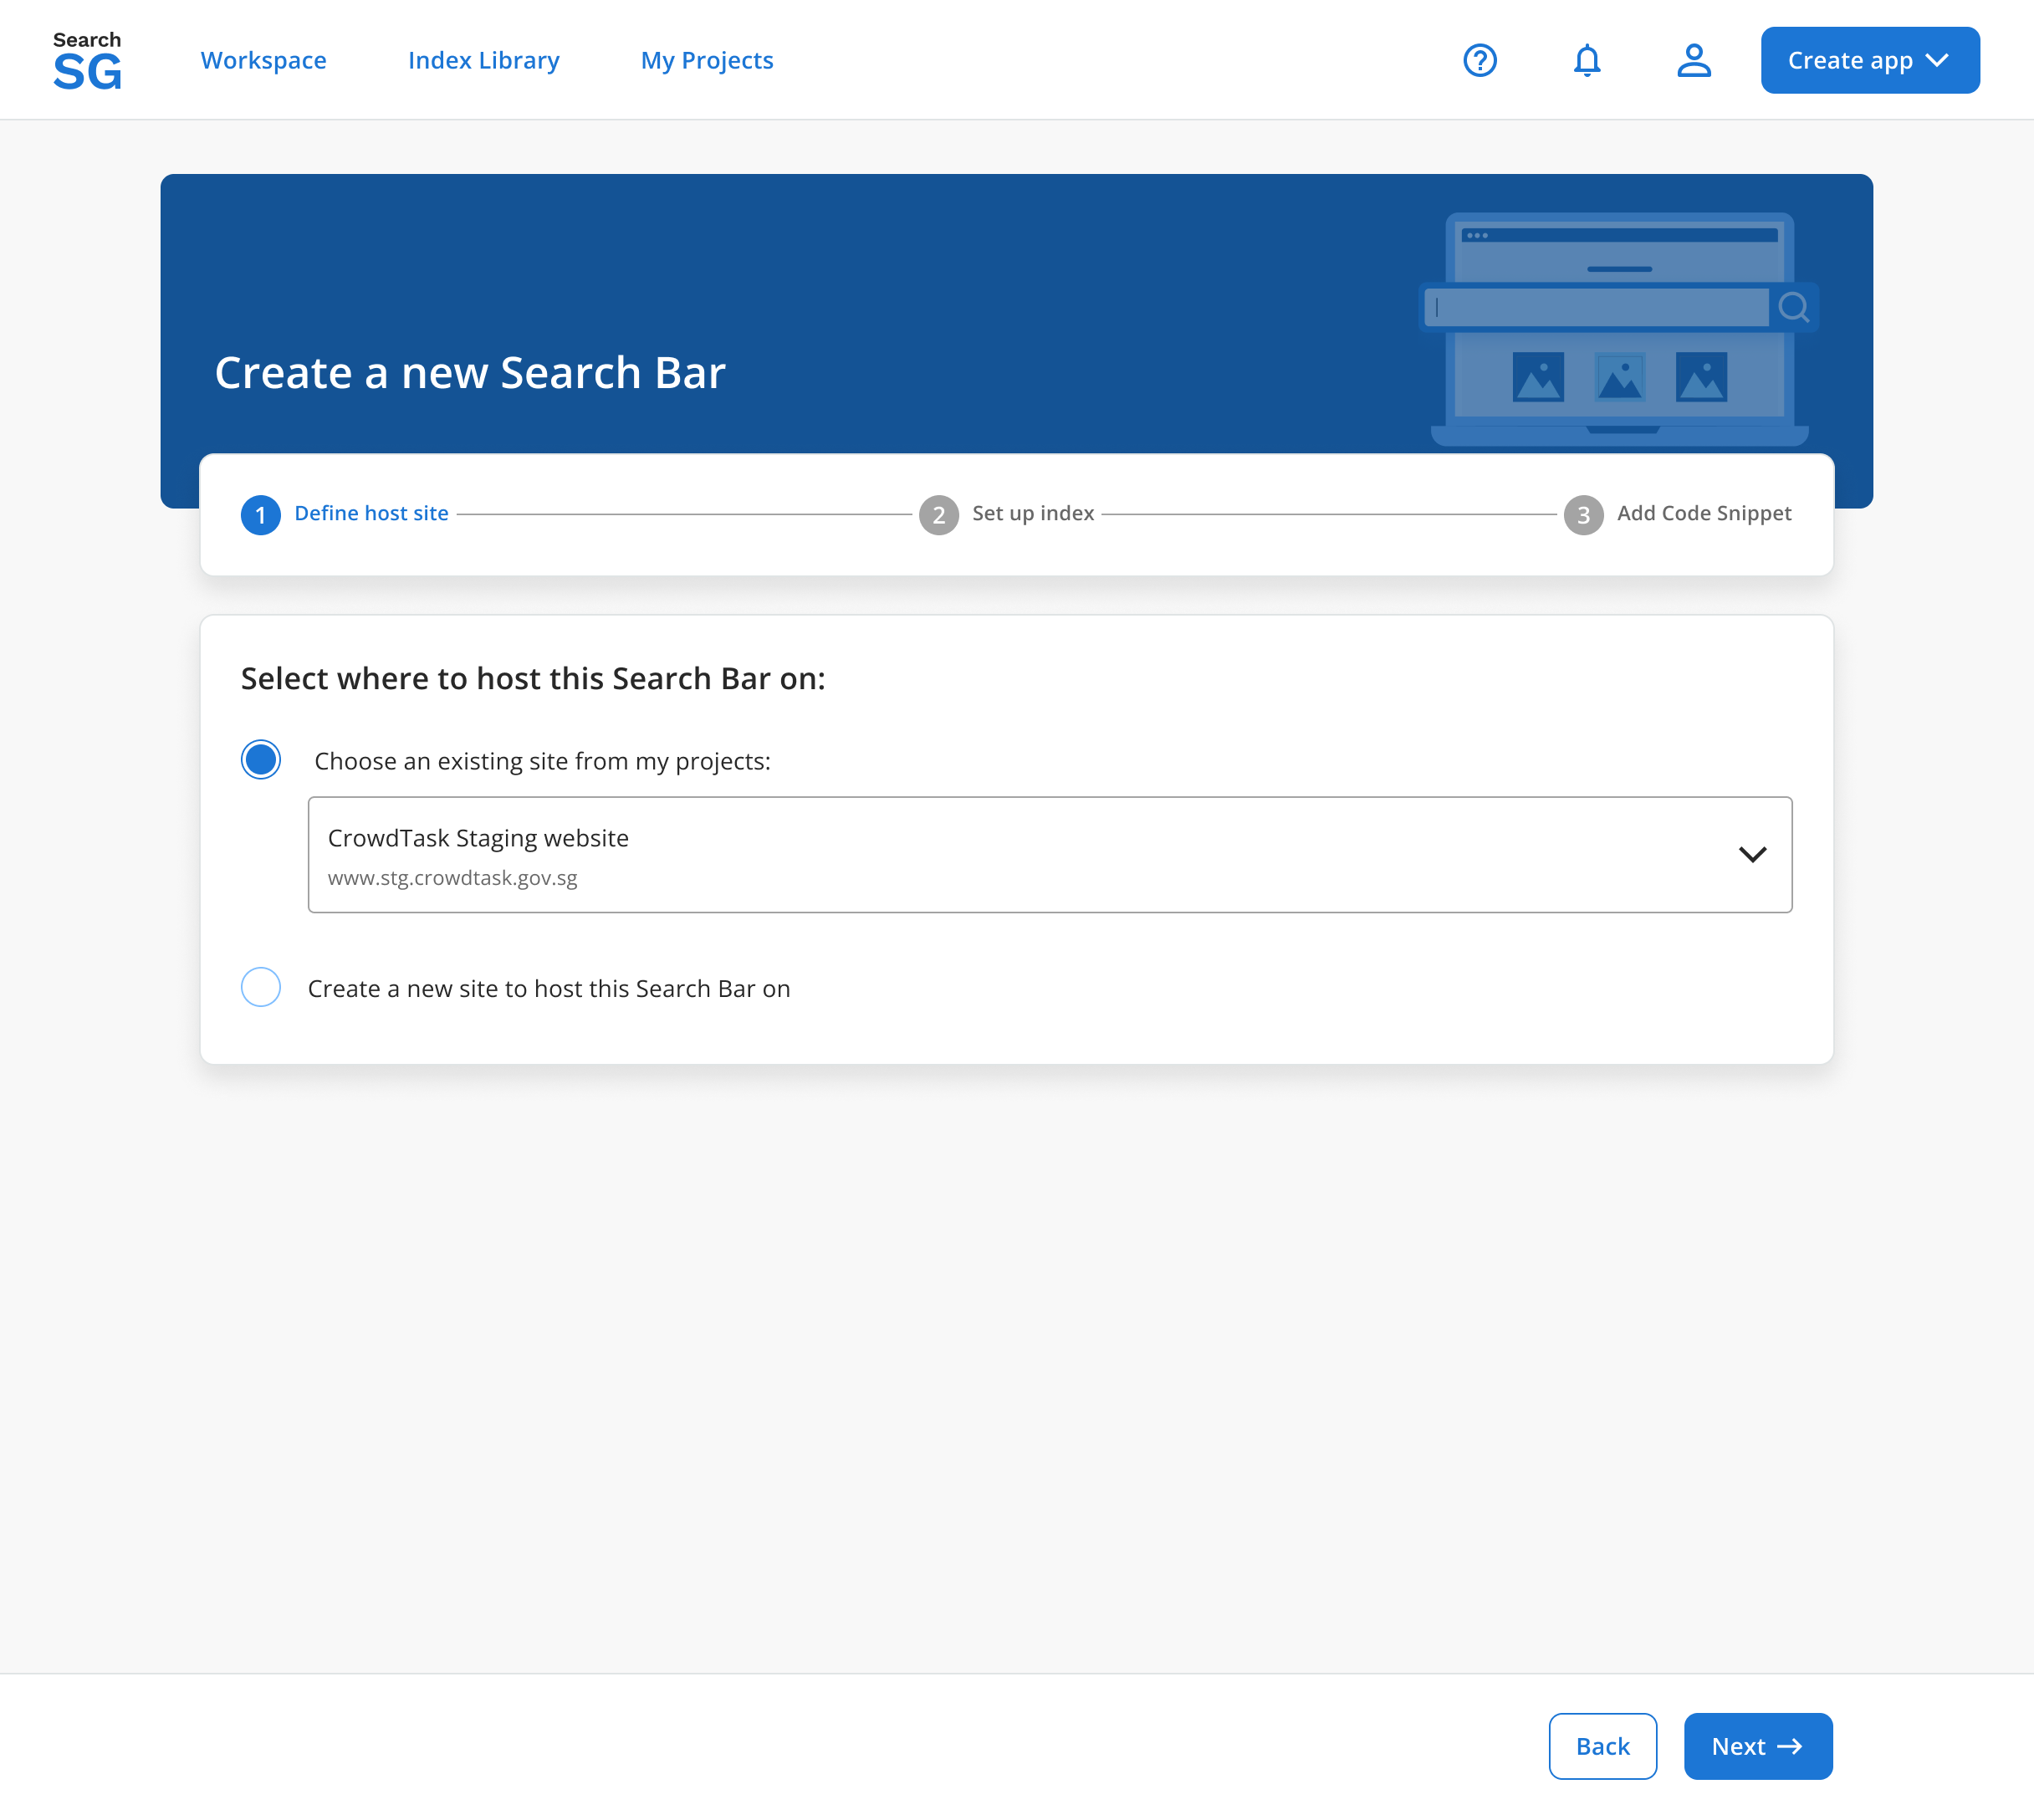 Search
SG
Workspace
Index Library
My Projects
Create app
Create a new Search Bar
1 Define host site
2 Set up index
3 Add Code Snippet
Select where to host this Search Bar on:
Choose an existing site from my projects:
CrowdTask Staging website
www.stg.crowdtask.gov.sg
Create a new site to host this Search Bar on
Back
Next